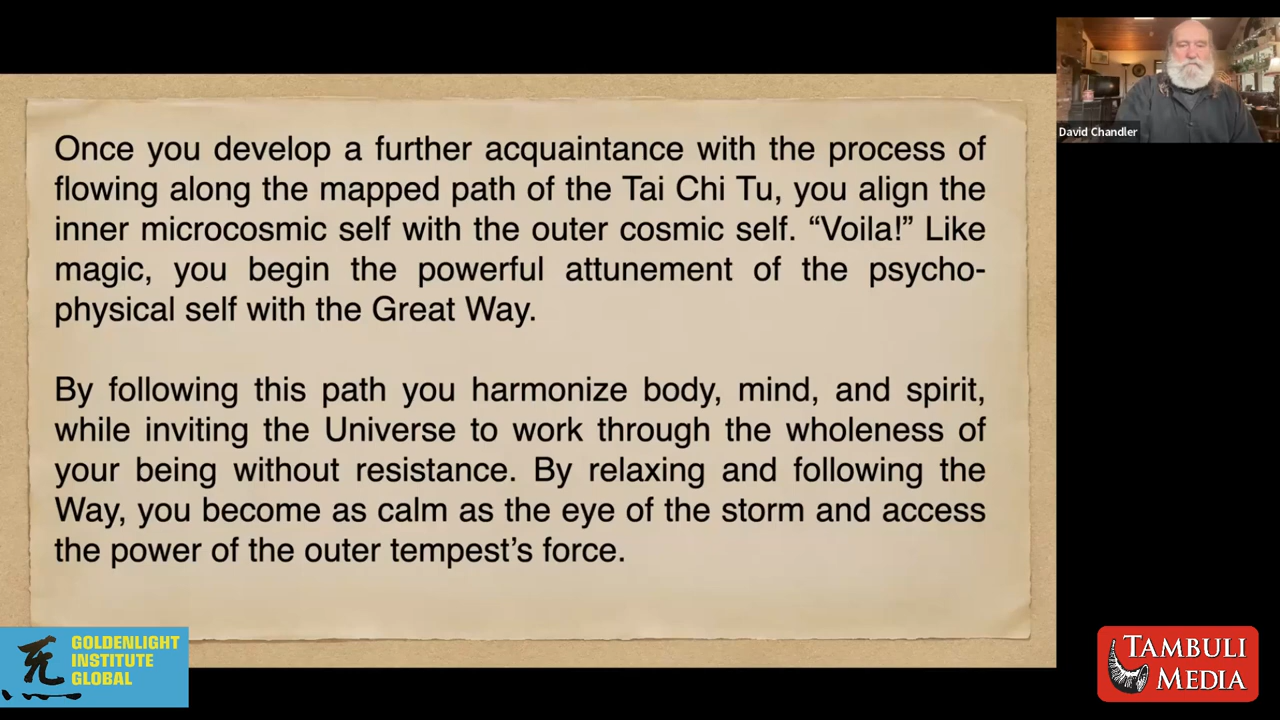 David Chandler
Once you develop a further acquaintance with the process of
flowing along the mapped path of the Tai Chi Tu, you align the
inner microcosmic self with the outer cosmic self. “Voila!” Like
magic, you begin the powerful attunement of the psycho-
physical self with the Great Way.
By following this path you harmonize body, mind, and spirit,
while inviting the Universe to work through the wholeness of
your being without resistance. By relaxing and following the
Way, you become as calm as the eye of the storm and access
the power of the outer tempest’s force.
GOLDENLIGHT
INSTITUTE
GLOBAL
TAMBULI
MEDIA